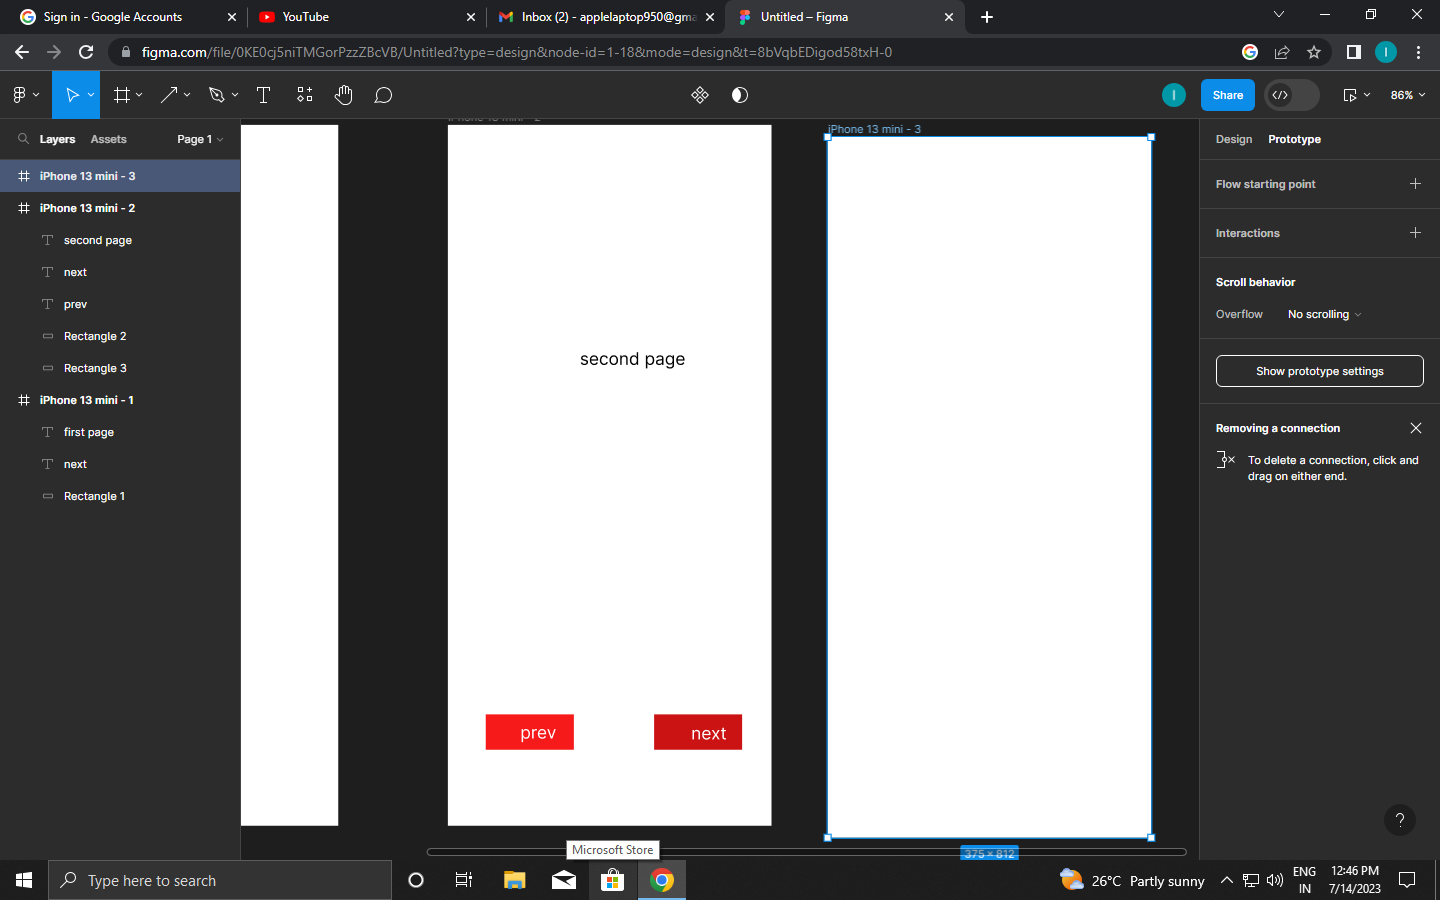 Sign in - Google Accounts
YouTube
Inbox (2) - applelaptop950@gma
Untitled – Figma
figma.com/file/0KE0cj5niTMGorPzzZBcVB/Untitled?type=design&node-id=1-18&mode=design&t=8bVqbEDigod58txH-0
I
I
Share
86%
Layers
Assets
Page 1
iPhone 13 mini - 3
iPhone 13 mini - 2
second page
next
prev
Rectangle 2
Rectangle 3
iPhone 13 mini - 1
first page
next
Rectangle 1
iPhone 13 mini - 2
second page
prev
next
iPhone 13 mini - 3
375 × 812
Design
Prototype
Flow starting point
Interactions
Scroll behavior
Overflow
No scrolling
Show prototype settings
Removing a connection
To delete a connection, click and
drag on either end.
?
Microsoft Store
Type here to search
26°C Partly sunny
ENG
IN
12:46 PM
7/14/2023